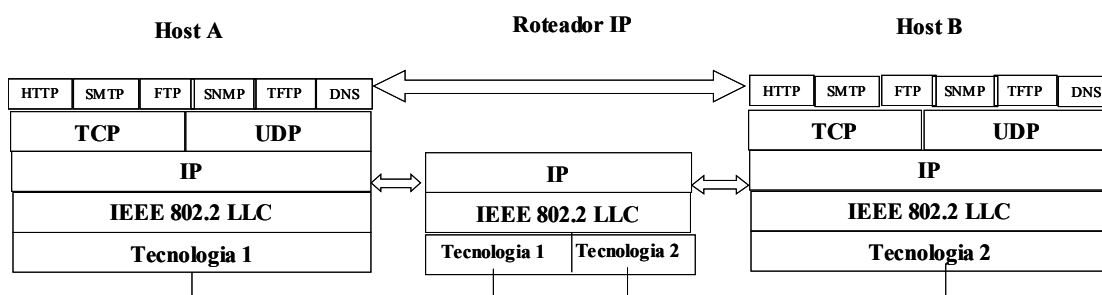 Host A
Roteador IP
Host B
HTTP SMTP FTP SNMP TFTP DNS
HTTP SMTP FTP SNMP TFTP DNS
TCP UDP
TCP UDP
IP
IP
IP
IEEE 802.2 LLC
IEEE 802.2 LLC
IEEE 802.2 LLC
Tecnologia 1
Tecnologia 1 Tecnologia 2
Tecnologia 2